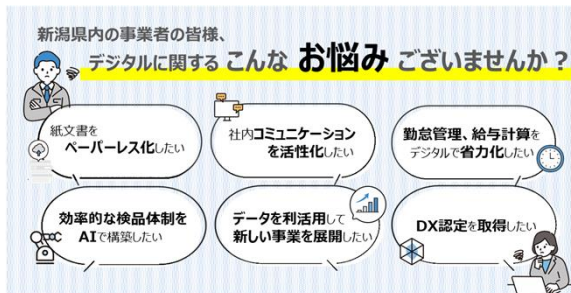 新潟県内の事業者の皆様、
デジタルに関する こんな お悩み ございませんか？
紙文書を
ペーパーレス化したい
社内コミュニケーション
を活性化したい
勤怠管理、給与計算を
デジタルで省力化したい
効率的な検品体制を
AIで構築したい
データを利活用して
新しい事業を展開したい
DX認定を取得したい